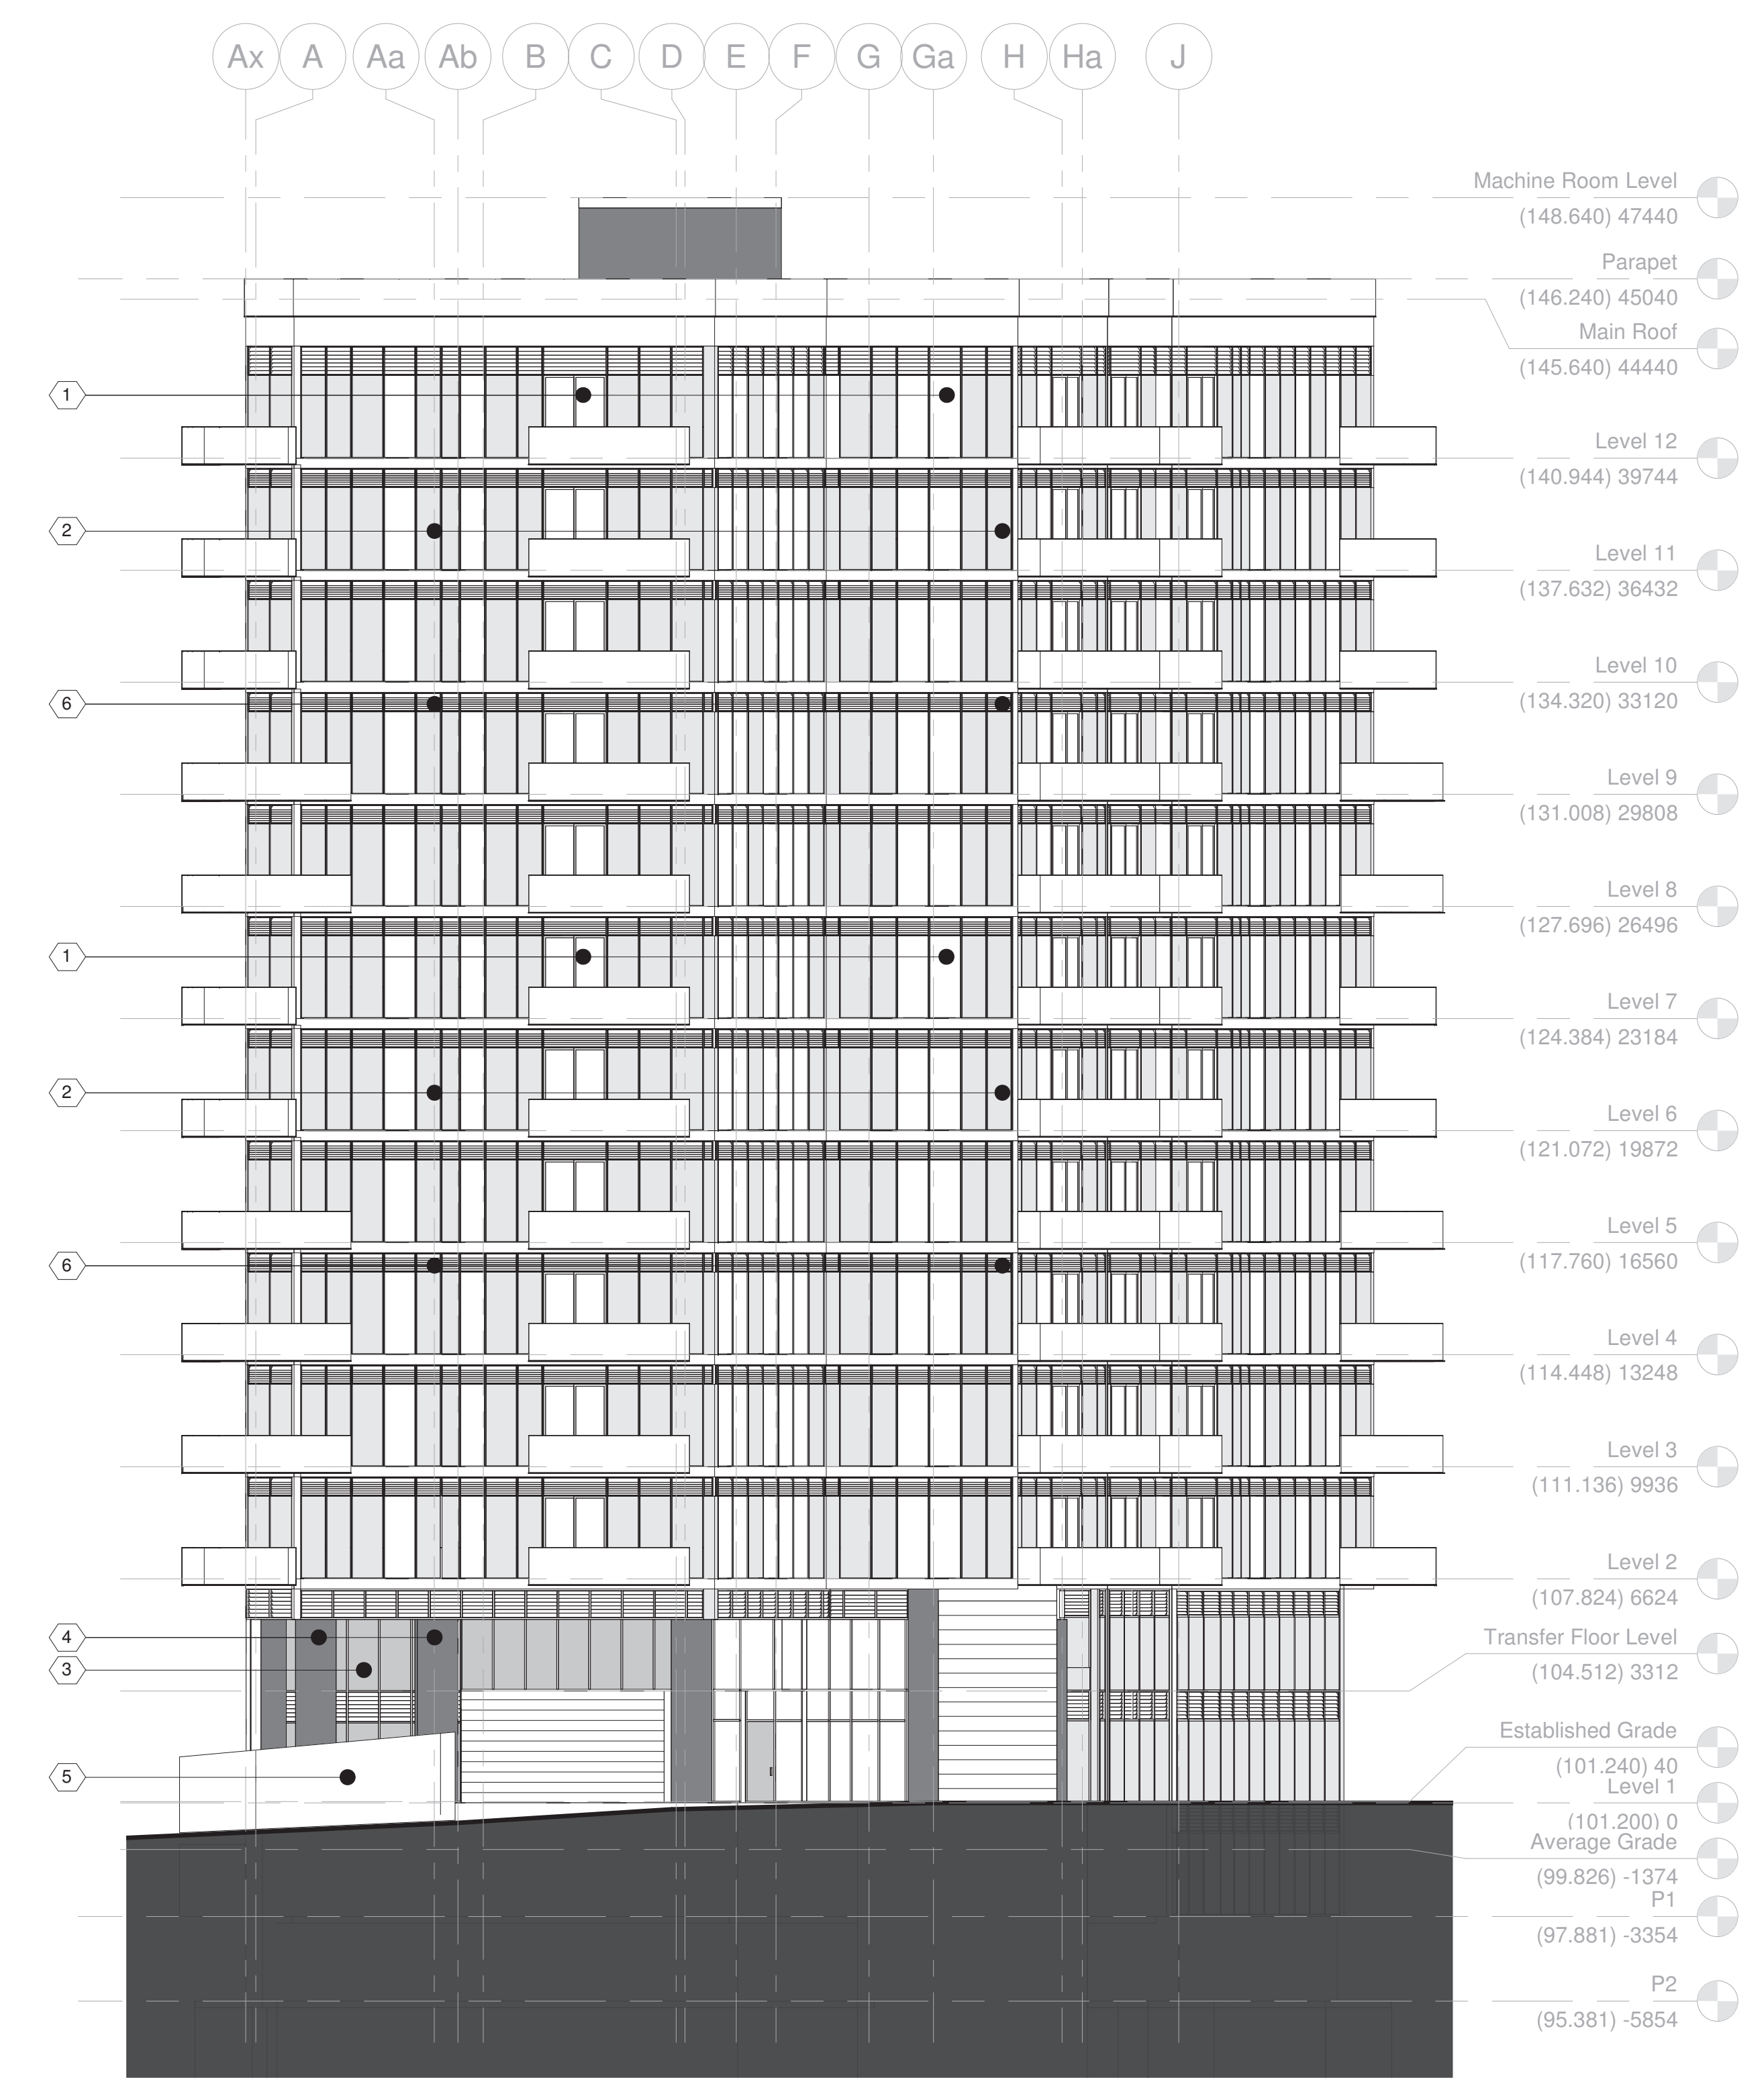 Ax A Aa Ab B C D E F G Ga H Ha J
Machine Room Level
(148.640) 47440
Parapet
(146.240) 45040
Main Roof
(145.640) 44440
1
Level 12
(140.944) 39744
2
Level 11
(137.632) 36432
Level 10
(134.320) 33120
6
Level 9
(131.008) 29808
Level 8
(127.696) 26496
1
Level 7
(124.384) 23184
2
Level 6
(121.072) 19872
Level 5
(117.760) 16560
6
Level 4
(114.448) 13248
Level 3
(111.136) 9936
Level 2
(107.824) 6624
4
Transfer Floor Level
3
(104.512) 3312
Established Grade
(101.240) 40
5
Level 1
(101.200) 0
Average Grade
(99.826) -1374
P1
(97.881) -3354
P2
(95.381) -5854